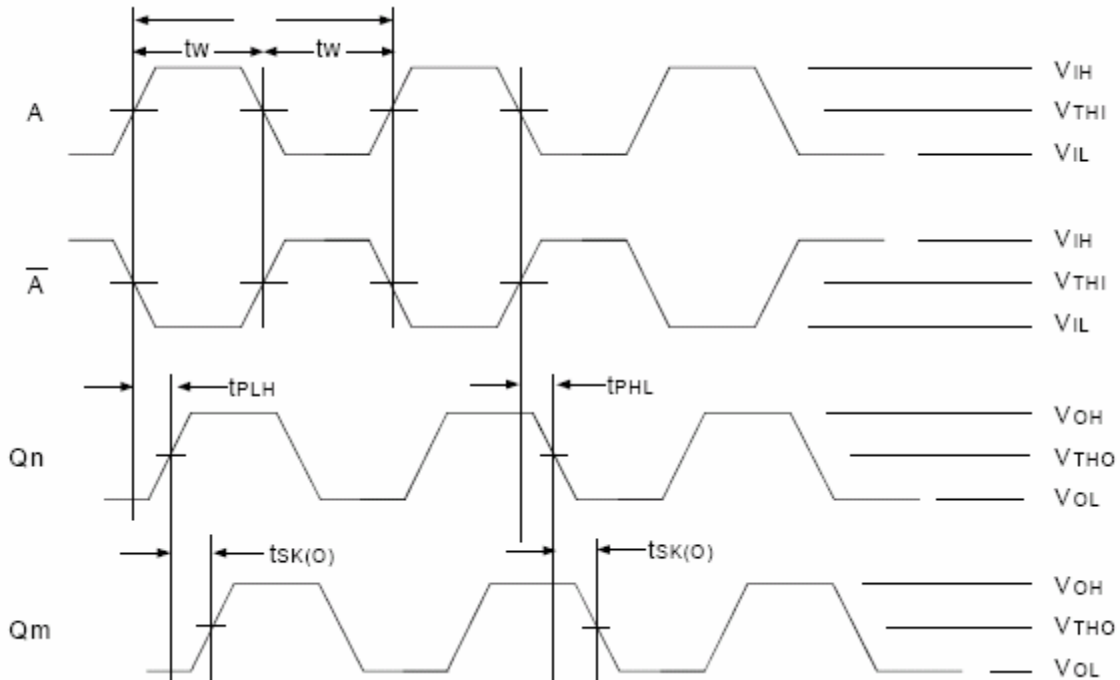 tW tW
A
VIH
VTHI
VIL
A̅
VIH
VTHI
VIL
tPLH tPHL
Qn
VOH
VTHO
VOL
tSK(O) tSK(O)
Qm
VOH
VTHO
VOL